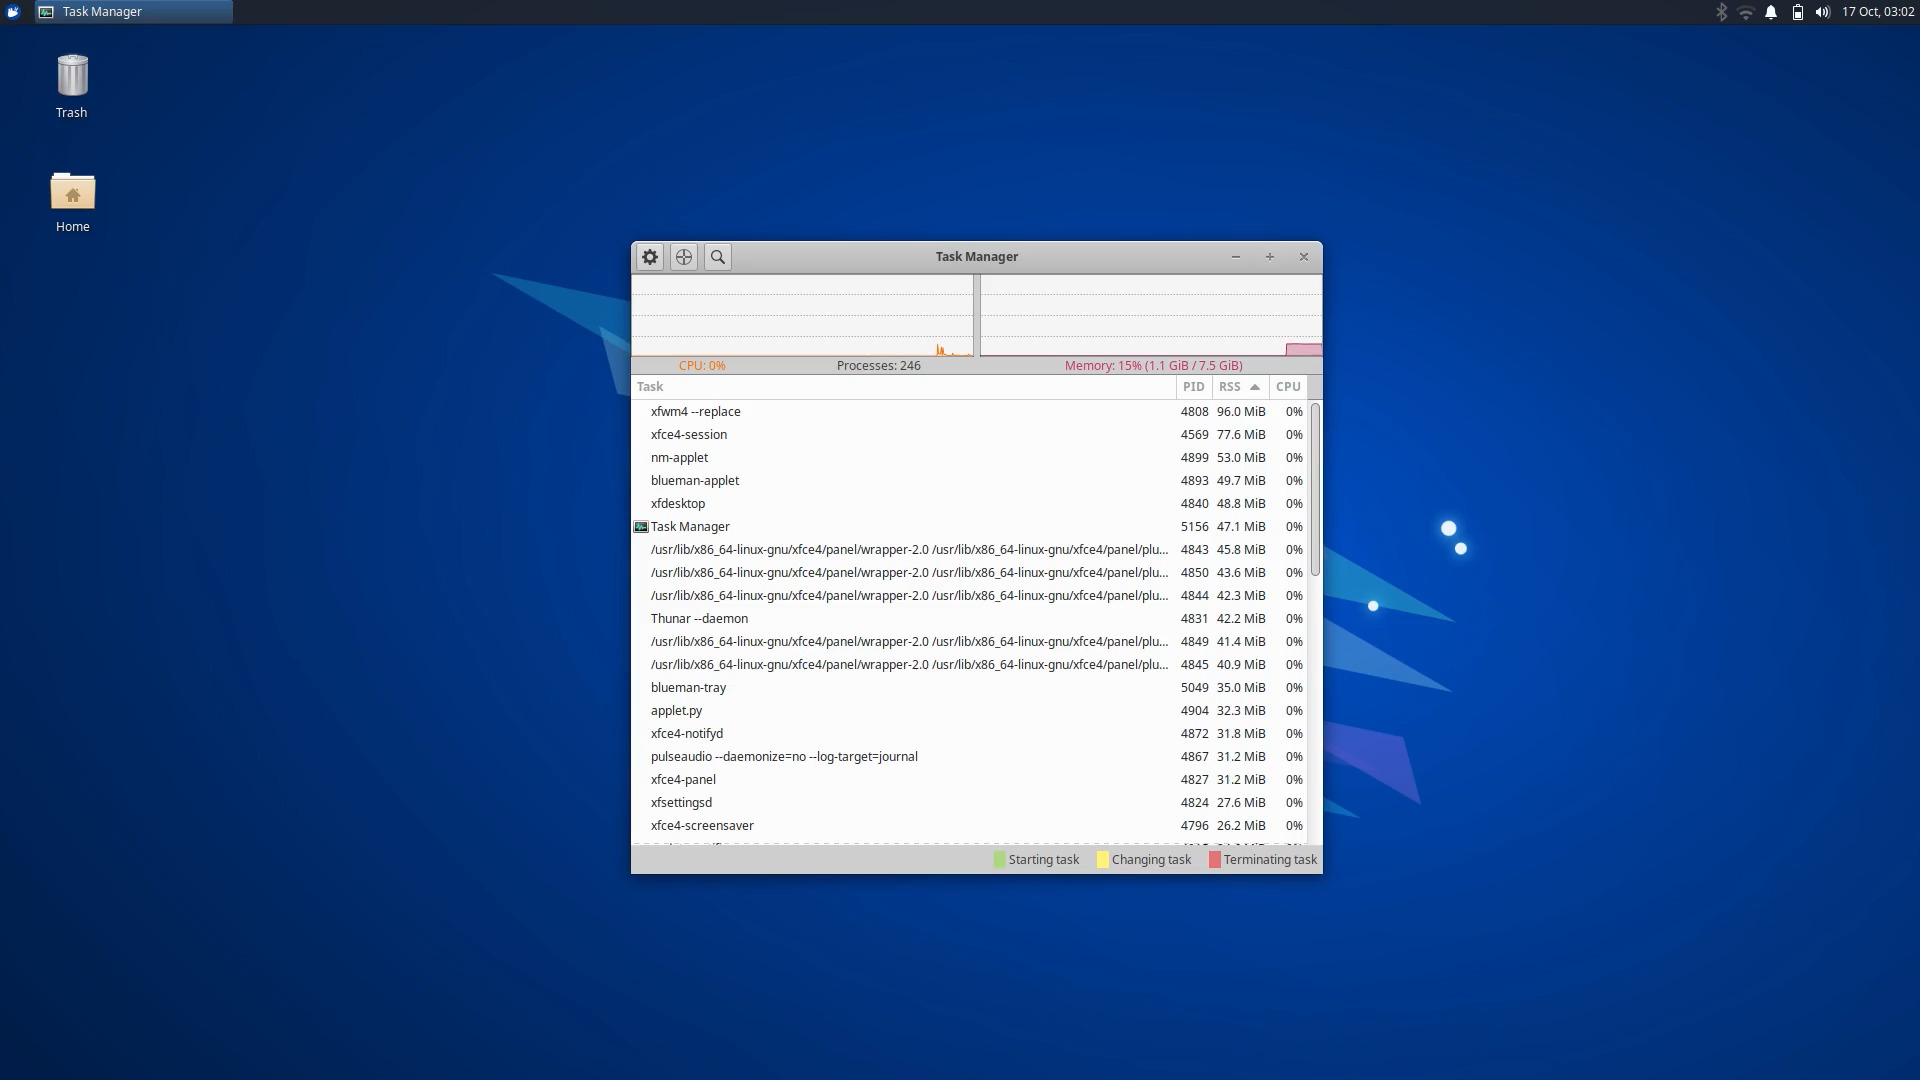 Task Manager
17 Oct, 03:02
Trash
Home
Task Manager
CPU: 0% Processes: 246 Memory: 15% (1.1 GiB / 7.5 GiB)
Task PID RSS CPU
xfwm4 --replace 4808 96.0 MiB 0%
xfce4-session 4569 77.6 MiB 0%
nm-applet 4899 53.0 MiB 0%
blueman-applet 4893 49.7 MiB 0%
xfdesktop 4840 48.8 MiB 0%
Task Manager 5156 47.1 MiB 0%
/usr/lib/x86_64-linux-gnu/xfce4/panel/wrapper-2.0 /usr/lib/x86_64-linux-gnu/xfce4/panel/plu... 4843 45.8 MiB 0%
/usr/lib/x86_64-linux-gnu/xfce4/panel/wrapper-2.0 /usr/lib/x86_64-linux-gnu/xfce4/panel/plu... 4850 43.6 MiB 0%
/usr/lib/x86_64-linux-gnu/xfce4/panel/wrapper-2.0 /usr/lib/x86_64-linux-gnu/xfce4/panel/plu... 4844 42.3 MiB 0%
Thunar --daemon 4831 42.2 MiB 0%
/usr/lib/x86_64-linux-gnu/xfce4/panel/wrapper-2.0 /usr/lib/x86_64-linux-gnu/xfce4/panel/plu... 4849 41.4 MiB 0%
/usr/lib/x86_64-linux-gnu/xfce4/panel/wrapper-2.0 /usr/lib/x86_64-linux-gnu/xfce4/panel/plu... 4845 40.9 MiB 0%
blueman-tray 5049 35.0 MiB 0%
applet.py 4904 32.3 MiB 0%
xfce4-notifyd 4872 31.8 MiB 0%
pulseaudio --daemonize=no --log-target=journal 4867 31.2 MiB 0%
xfce4-panel 4827 31.2 MiB 0%
xfsettingsd 4824 27.6 MiB 0%
xfce4-screensaver 4796 26.2 MiB 0%
Starting task Changing task Terminating task